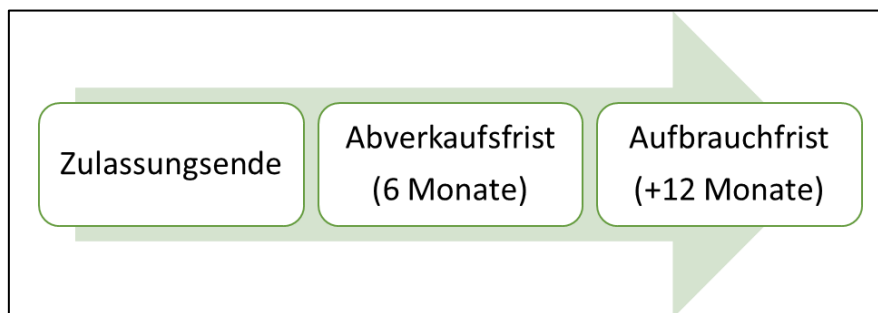 Zulassungsende
Abverkaufsfrist
(6 Monate)
Aufbrauchfrist
(+12 Monate)